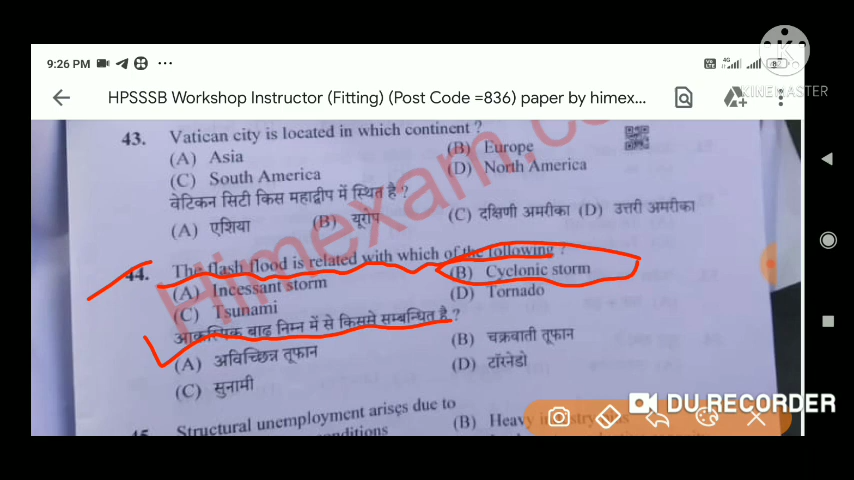 9:26 PM
HPSSSB Workshop Instructor (Fitting) (Post Code =836) paper by himex...
KINEMASTER
Himexam.co
43. Vatican city is located in which continent ?
(A) Asia (B) Europe
(C) South America (D) North America
वेटिकन सिटी किस महाद्वीप में स्थित है ?
(A) एशिया (B) यूरोप (C) दक्षिणी अमरीका (D) उत्तरी अमरीका
44. The flash flood is related with which of the following ?
(A) Incessant storm (B) Cyclonic storm
(C) Tsunami (D) Tornado
आकस्मिक बाढ़ निम्न में से किससे सम्बन्धित है ?
(A) अविच्छिन्न तूफान (B) चक्रवाती तूफान
(C) सुनामी (D) टॉरनेडो
Structural unemployment arises due to
(B) Heavy
DU RECORDER